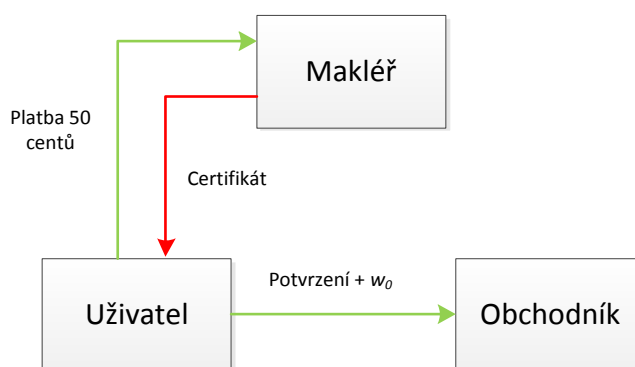 Makléř
Platba 50
centů
Certifikát
Uživatel
Potvrzení + w₀
Obchodník